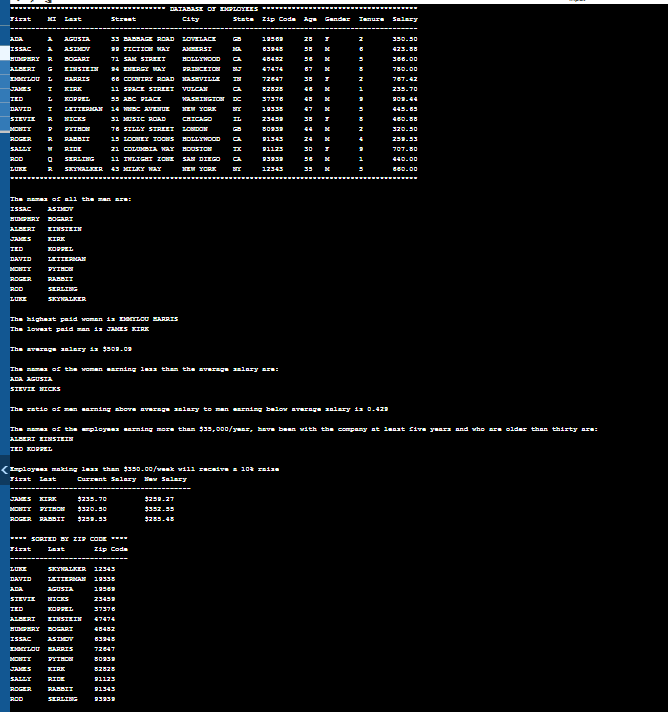 DATABASE OF EMPLOYEES
First MI Last Street City State Zip Code Age Gender Tenure Salary
ADA A AGUSTA 33 BABBAGE ROAD LOVELACE GB 19569 28 F 2 350.50
ISSAC A ASIMOV 99 FICTION WAY AMHERST MA 63948 58 M 6 423.88
HUMPHRY R BOGART 71 SAM STREET HOLLYWOOD CA 48482 56 M 5 366.00
ALBERT G EINSTEIN 94 ENERGY WAY PRINCETON NJ 47474 67 M 8 780.00
EMMYLOU L HARRIS 66 COUNTRY ROAD NASHVILLE TN 72647 38 F 2 767.42
JAMES T KIRK 11 SPACE STREET VULCAN CA 82828 46 M 1 235.70
TED L KOPPEL 55 ABC PLACE WASHINGTON DC 37376 48 M 9 909.44
DAVID T LETTERMAN 14 WNBC AVENUE NEW YORK NY 19338 47 M 5 445.65
STEVIE R NICKS 31 MUSIC ROAD CHICAGO IL 23459 38 F 8 460.88
MONTY P PYTHON 76 SILLY STREET LONDON GB 80939 44 M 2 320.50
ROGER R RABBIT 15 LOONEY TOONS HOLLYWOOD CA 91343 24 M 4 259.53
SALLY W RIDE 21 COLUMBIA WAY HOUSTON TX 91123 30 F 9 707.80
ROD Q SERLING 11 TWLIGHT ZONE SAN DIEGO CA 93939 56 M 1 440.00
LUKE R SKYWALKER 43 MILKY WAY NEW YORK NY 12343 35 M 5 660.00
The names of all the men are:
ISSAC ASIMOV
HUMPHRY BOGART
ALBERT EINSTEIN
JAMES KIRK
TED KOPPEL
DAVID LETTERMAN
MONTY PYTHON
ROGER RABBIT
ROD SERLING
LUKE SKYWALKER
The highest paid woman is EMMYLOU HARRIS
The lowest paid man is JAMES KIRK
The average salary is $509.09
The names of the women earning less than the average salary are:
ADA AGUSTA
STEVIE NICKS
The ratio of men earning above average salary to men earning below average salary is 0.429
The names of the employees earning more than $35,000/year, have been with the company at least five years and who are older than thirty are:
ALBERT EINSTEIN
TED KOPPEL
Employees making less than $350.00/week will receive a 10% raise
First Last Current Salary New Salary
JAMES KIRK $235.70 $259.27
MONTY PYTHON $320.50 $352.55
ROGER RABBIT $259.53 $285.48
**** SORTED BY ZIP CODE ****
First Last Zip Code
LUKE SKYWALKER 12343
DAVID LETTERMAN 19338
ADA AGUSTA 19569
STEVIE NICKS 23459
TED KOPPEL 37376
ALBERT EINSTEIN 47474
HUMPHRY BOGART 48482
ISSAC ASIMOV 63948
EMMYLOU HARRIS 72647
MONTY PYTHON 80939
JAMES KIRK 82828
SALLY RIDE 91123
ROGER RABBIT 91343
ROD SERLING 93939